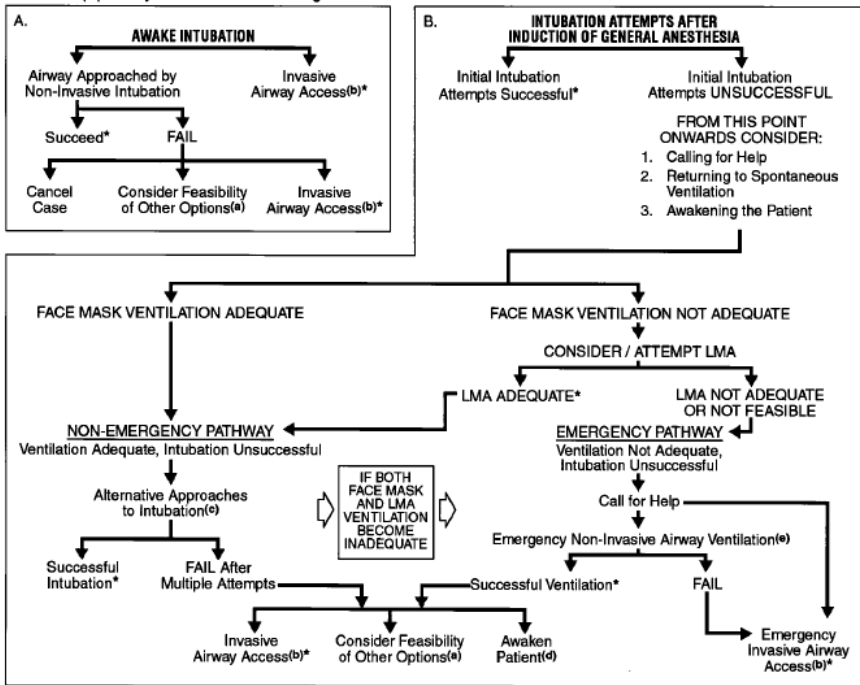 A.
AWAKE INTUBATION
Airway Approached by
Non-Invasive Intubation
Invasive
Airway Access(b)*
Succeed*
FAIL
Cancel
Case
Consider Feasibility
of Other Options(a)
Invasive
Airway Access(b)*
B.
INTUBATION ATTEMPTS AFTER
INDUCTION OF GENERAL ANESTHESIA
Initial Intubation
Attempts Successful*
Initial Intubation
Attempts UNSUCCESSFUL
FROM THIS POINT
ONWARDS CONSIDER:
1. Calling for Help
2. Returning to Spontaneous
Ventilation
3. Awakening the Patient
FACE MASK VENTILATION ADEQUATE
FACE MASK VENTILATION NOT ADEQUATE
CONSIDER / ATTEMPT LMA
LMA ADEQUATE*
LMA NOT ADEQUATE
OR NOT FEASIBLE
NON-EMERGENCY PATHWAY
Ventilation Adequate, Intubation Unsuccessful
EMERGENCY PATHWAY
Ventilation Not Adequate,
Intubation Unsuccessful
Alternative Approaches
to Intubation(c)
IF BOTH
FACE MASK
AND LMA
VENTILATION
BECOME
INADEQUATE
Call for Help
Emergency Non-Invasive Airway Ventilation(e)
Successful
Intubation*
FAIL After
Multiple Attempts
Successful Ventilation*
FAIL
Invasive
Airway Access(b)*
Consider Feasibility
of Other Options(a)
Awaken
Patient(d)
Emergency
Invasive Airway
Access(b)*